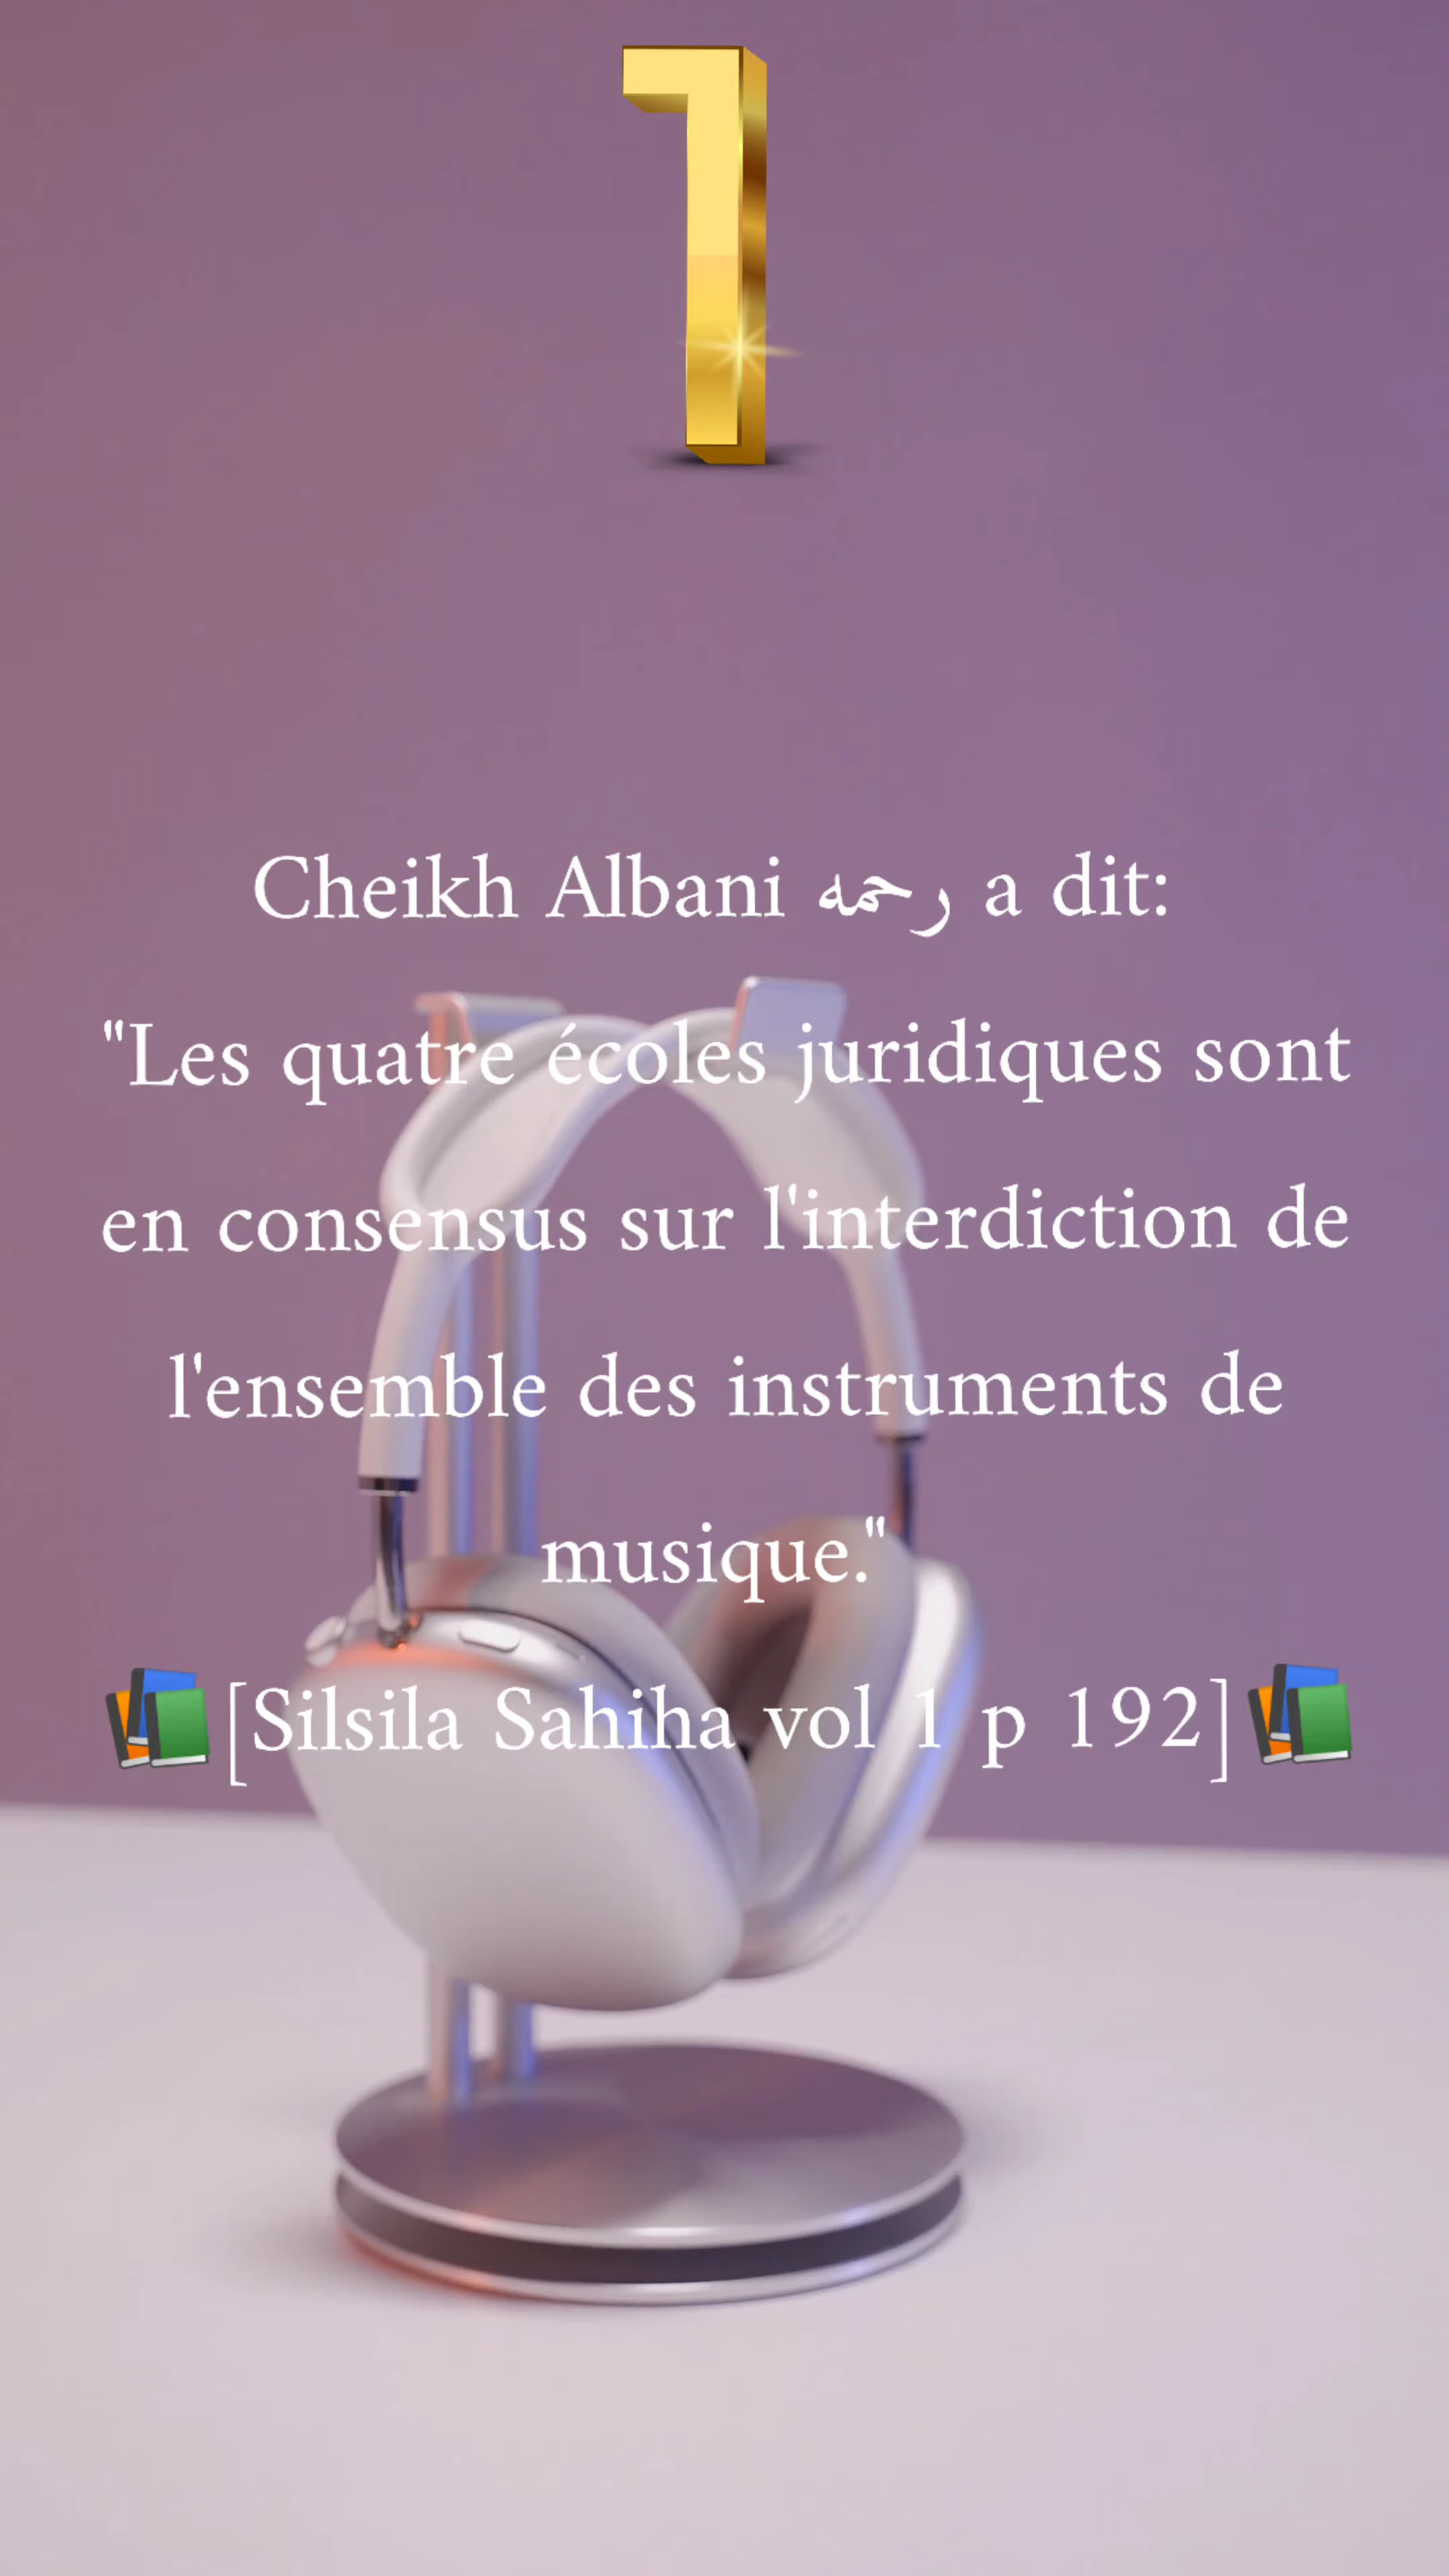 1
Cheikh Albani رحمه a dit:
"Les quatre écoles juridiques sont
en consensus sur l'interdiction de
l'ensemble des instruments de
musique."
📚[Silsila Sahiha vol 1 p 192]📚